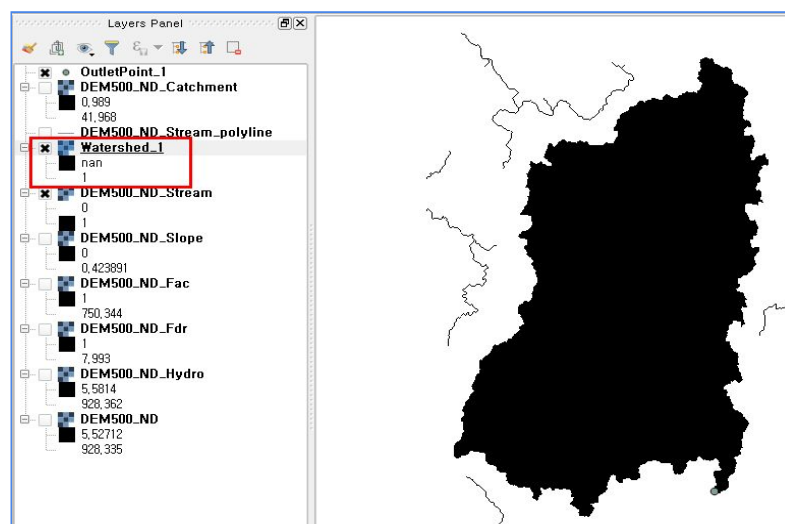 Layers Panel
OutletPoint_1
DEM500_ND_Catchment
0,989
41,968
DEM500_ND_Stream_polyline
Watershed_1
nan
1
DEM500_ND_Stream
0
1
DEM500_ND_Slope
0
0,423891
DEM500_ND_Fac
1
750,344
DEM500_ND_Fdr
1
7,993
DEM500_ND_Hydro
5,5814
928,362
DEM500_ND
5,52712
928,335